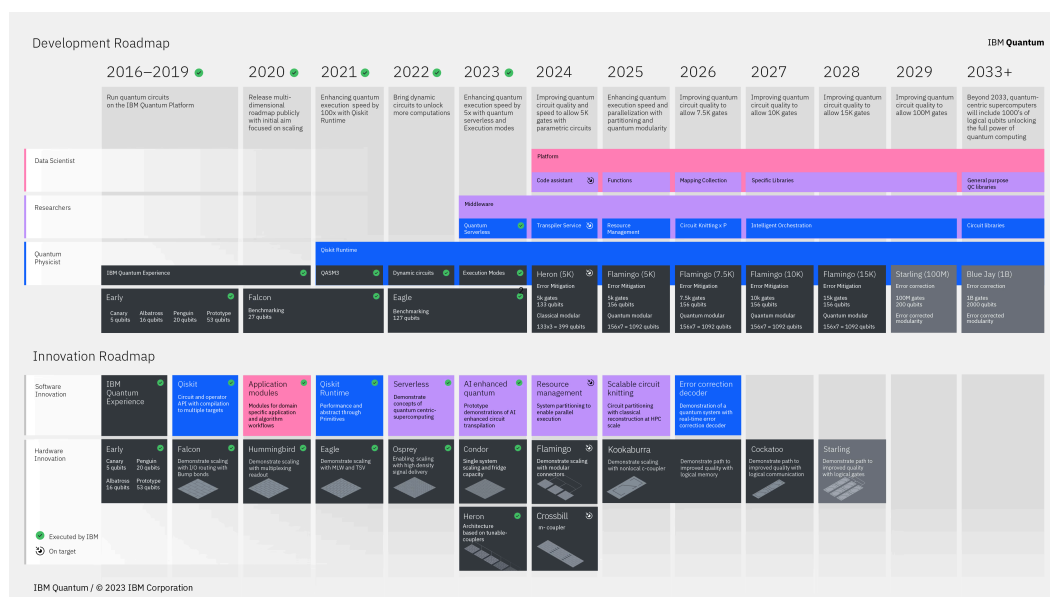 Development Roadmap
IBM Quantum
2016–2019
2020
2021
2022
2023
2024
2025
2026
2027
2028
2029
2033+
Run quantum circuits
on the IBM Quantum Platform
Release multi-
dimensional
roadmap publicly
with initial aim
focused on scaling
Enhancing quantum
execution speed by
100x with Qiskit
Runtime
Bring dynamic
circuits to unlock
more computations
Enhancing quantum
execution speed by
5x with quantum
serverless and
Execution modes
Improving quantum
circuit quality and
speed to allow 5K
gates with
parametric circuits
Enhancing quantum
execution speed and
parallelization with
partitioning and
quantum modularity
Improving quantum
circuit quality to
allow 7.5K gates
Improving quantum
circuit quality to
allow 10K gates
Improving quantum
circuit quality to
allow 15K gates
Improving quantum
circuit quality to
allow 100M gates
Beyond 2033, quantum-
centric supercomputers
will include 1000's of
logical qubits unlocking
the full power of
quantum computing
Data Scientist
Platform
Code assistant
Functions
Mapping Collection
Specific Libraries
General purpose
QC libraries
Researchers
Middleware
Quantum
Serverless
Transpiler Service
Resource
Management
Circuit Knitting x P
Intelligent Orchestration
Circuit libraries
Quantum
Physicist
Qiskit Runtime
IBM Quantum Experience
QASM3
Dynamic circuits
Execution Modes
Early
Canary
5 qubits
Albatross
16 qubits
Penguin
20 qubits
Prototype
53 qubits
Falcon
Benchmarking
27 qubits
Eagle
Benchmarking
127 qubits
Heron (5K)
Error Mitigation
5k gates
133 qubits
Classical modular
133x3 = 399 qubits
Flamingo (5K)
Error Mitigation
5k gates
156 qubits
Quantum modular
156x7 = 1092 qubits
Flamingo (7.5K)
Error Mitigation
7.5k gates
156 qubits
Quantum modular
156x7 = 1092 qubits
Flamingo (10K)
Error Mitigation
10k gates
156 qubits
Quantum modular
156x7 = 1092 qubits
Flamingo (15K)
Error Mitigation
15k gates
156 qubits
Quantum modular
156x7 = 1092 qubits
Starling (100M)
Error correction
100M gates
200 qubits
Error corrected
modularity
Blue Jay (1B)
Error correction
1B gates
2000 qubits
Error corrected
modularity
Innovation Roadmap
Software
Innovation
IBM
Quantum
Experience
Qiskit
Circuit and operator
API with compilation
to multiple targets
Application
modules
Modules for domain
specific application
and algorithm
workflows
Qiskit
Runtime
Performance and
abstract through
Primitives
Serverless
Demonstrate
concepts of
quantum centric-
supercomputing
AI enhanced
quantum
Prototype
demonstrations of AI
enhanced circuit
transpilation
Resource
management
System partitioning to
enable parallel
execution
Scalable circuit
knitting
Circuit partitioning
with classical
reconstruction at HPC
scale
Error correction
decoder
Demonstration of a
quantum system with
real-time error
correction decoder
Hardware
Innovation
Early
Canary
5 qubits
Penguin
20 qubits
Albatross
16 qubits
Prototype
53 qubits
Falcon
Demonstrate scaling
with I/O routing with
Bump bonds
Hummingbird
Demonstrate scaling
with multiplexing
readout
Eagle
Demonstrate scaling
with MLW and TSV
Osprey
Enabling scaling
with high density
signal delivery
Condor
Single system
scaling and fridge
capacity
Flamingo
Demonstrate scaling
with modular
connectors
Kookaburra
Demonstrate scaling
with nonlocal c-coupler
Demonstrate path to
improved quality with
logical memory
Cockatoo
Demonstrate path to
improved quality with
logical communication
Starling
Demonstrate path to
improved quality
with logical gates
Heron
Architecture
based on tunable-
couplers
Crossbill
m- coupler
Executed by IBM
On target
IBM Quantum / © 2023 IBM Corporation